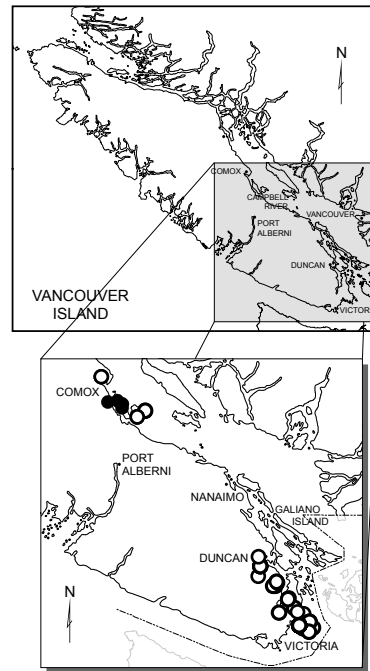 N
COMOX
CAMPBELL
RIVER
VANCOUVER
PORT
ALBERNI
DUNCAN
VANCOUVER
ISLAND
VICTORIA
COMOX
PORT
ALBERNI
NANAIMO
GALIANO
ISLAND
DUNCAN
N
VICTORIA